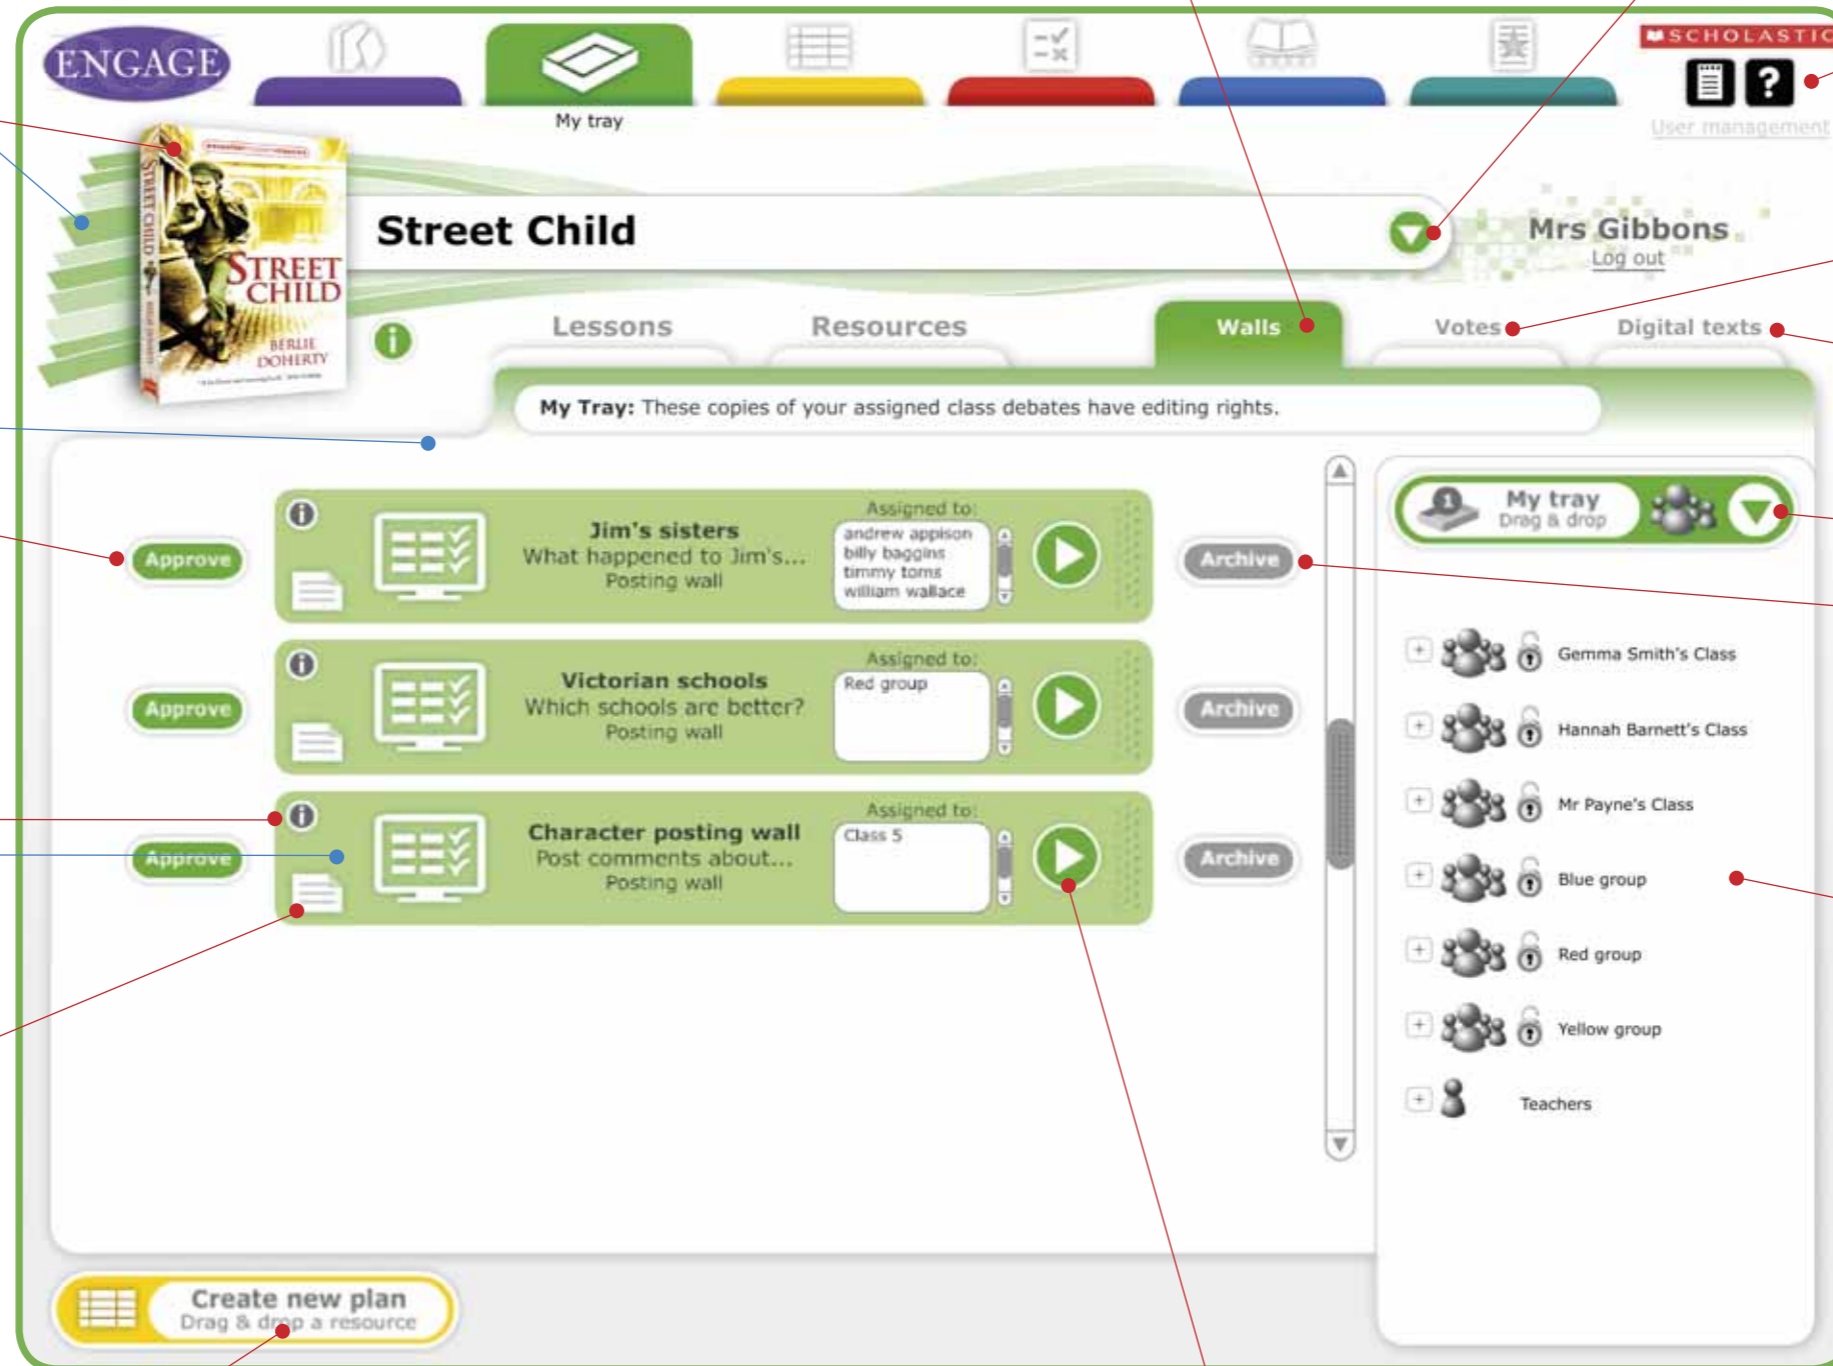 ENGAGE
My tray
SCHOLASTIC
?
User management
STREET CHILD
STREET
CHILD
BERLIE
DOHERTY
Street Child
Mrs Gibbons
Log out
i
Lessons
Resources
Walls
Votes
Digital texts
My Tray: These copies of your assigned class debates have editing rights.
Approve
i
Jim's sisters
What happened to Jim's...
Posting wall
Assigned to:
andrew appison
billy baggins
timmy toms
william wallace
Archive
Approve
i
Victorian schools
Which schools are better?
Posting wall
Assigned to:
Red group
Archive
Approve
i
Character posting wall
Post comments about...
Posting wall
Assigned to:
Class 5
Archive
1
My tray
Drag & drop
Gemma Smith's Class
Hannah Barnett's Class
Mr Payne's Class
Blue group
Red group
Yellow group
Teachers
Create new plan
Drag & drop a resource